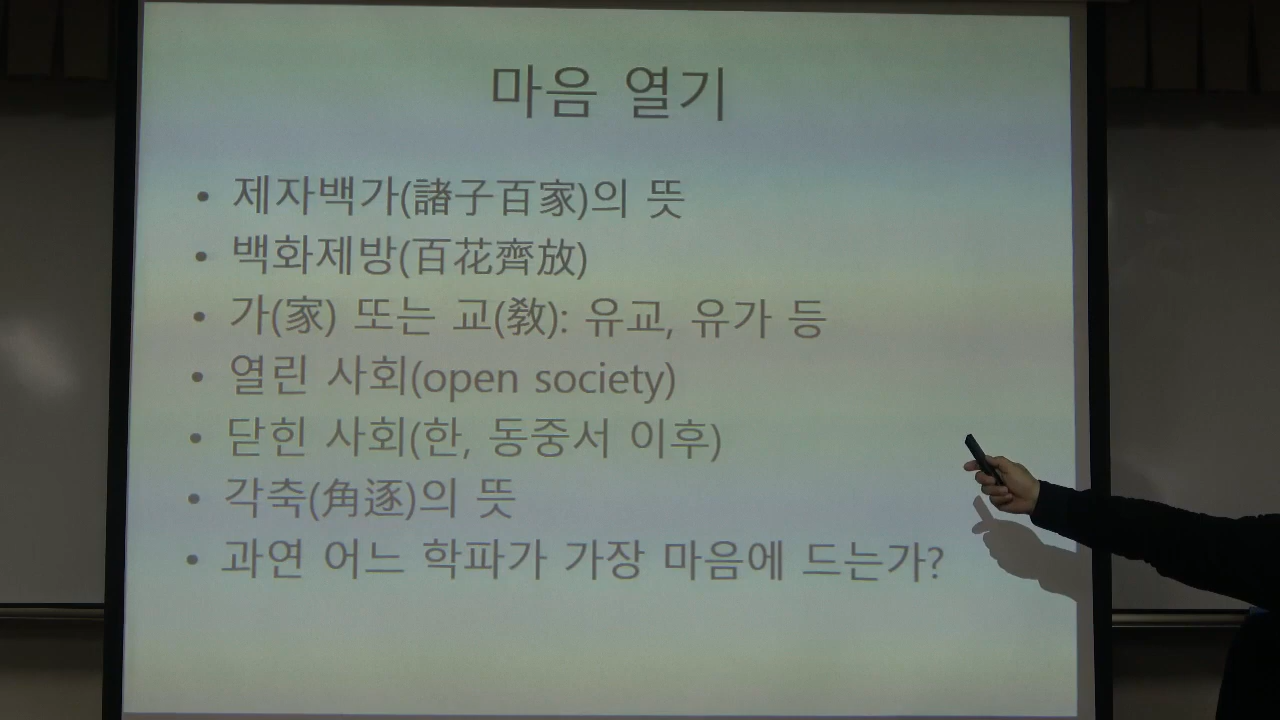 마음 열기
• 제자백가(諸子百家)의 뜻
• 백화제방(百花齊放)
• 가(家) 또는 교(敎): 유교, 유가 등
• 열린 사회(open society)
• 닫힌 사회(한, 동중서 이후)
• 각축(角逐)의 뜻
• 과연 어느 학파가 가장 마음에 드는가?